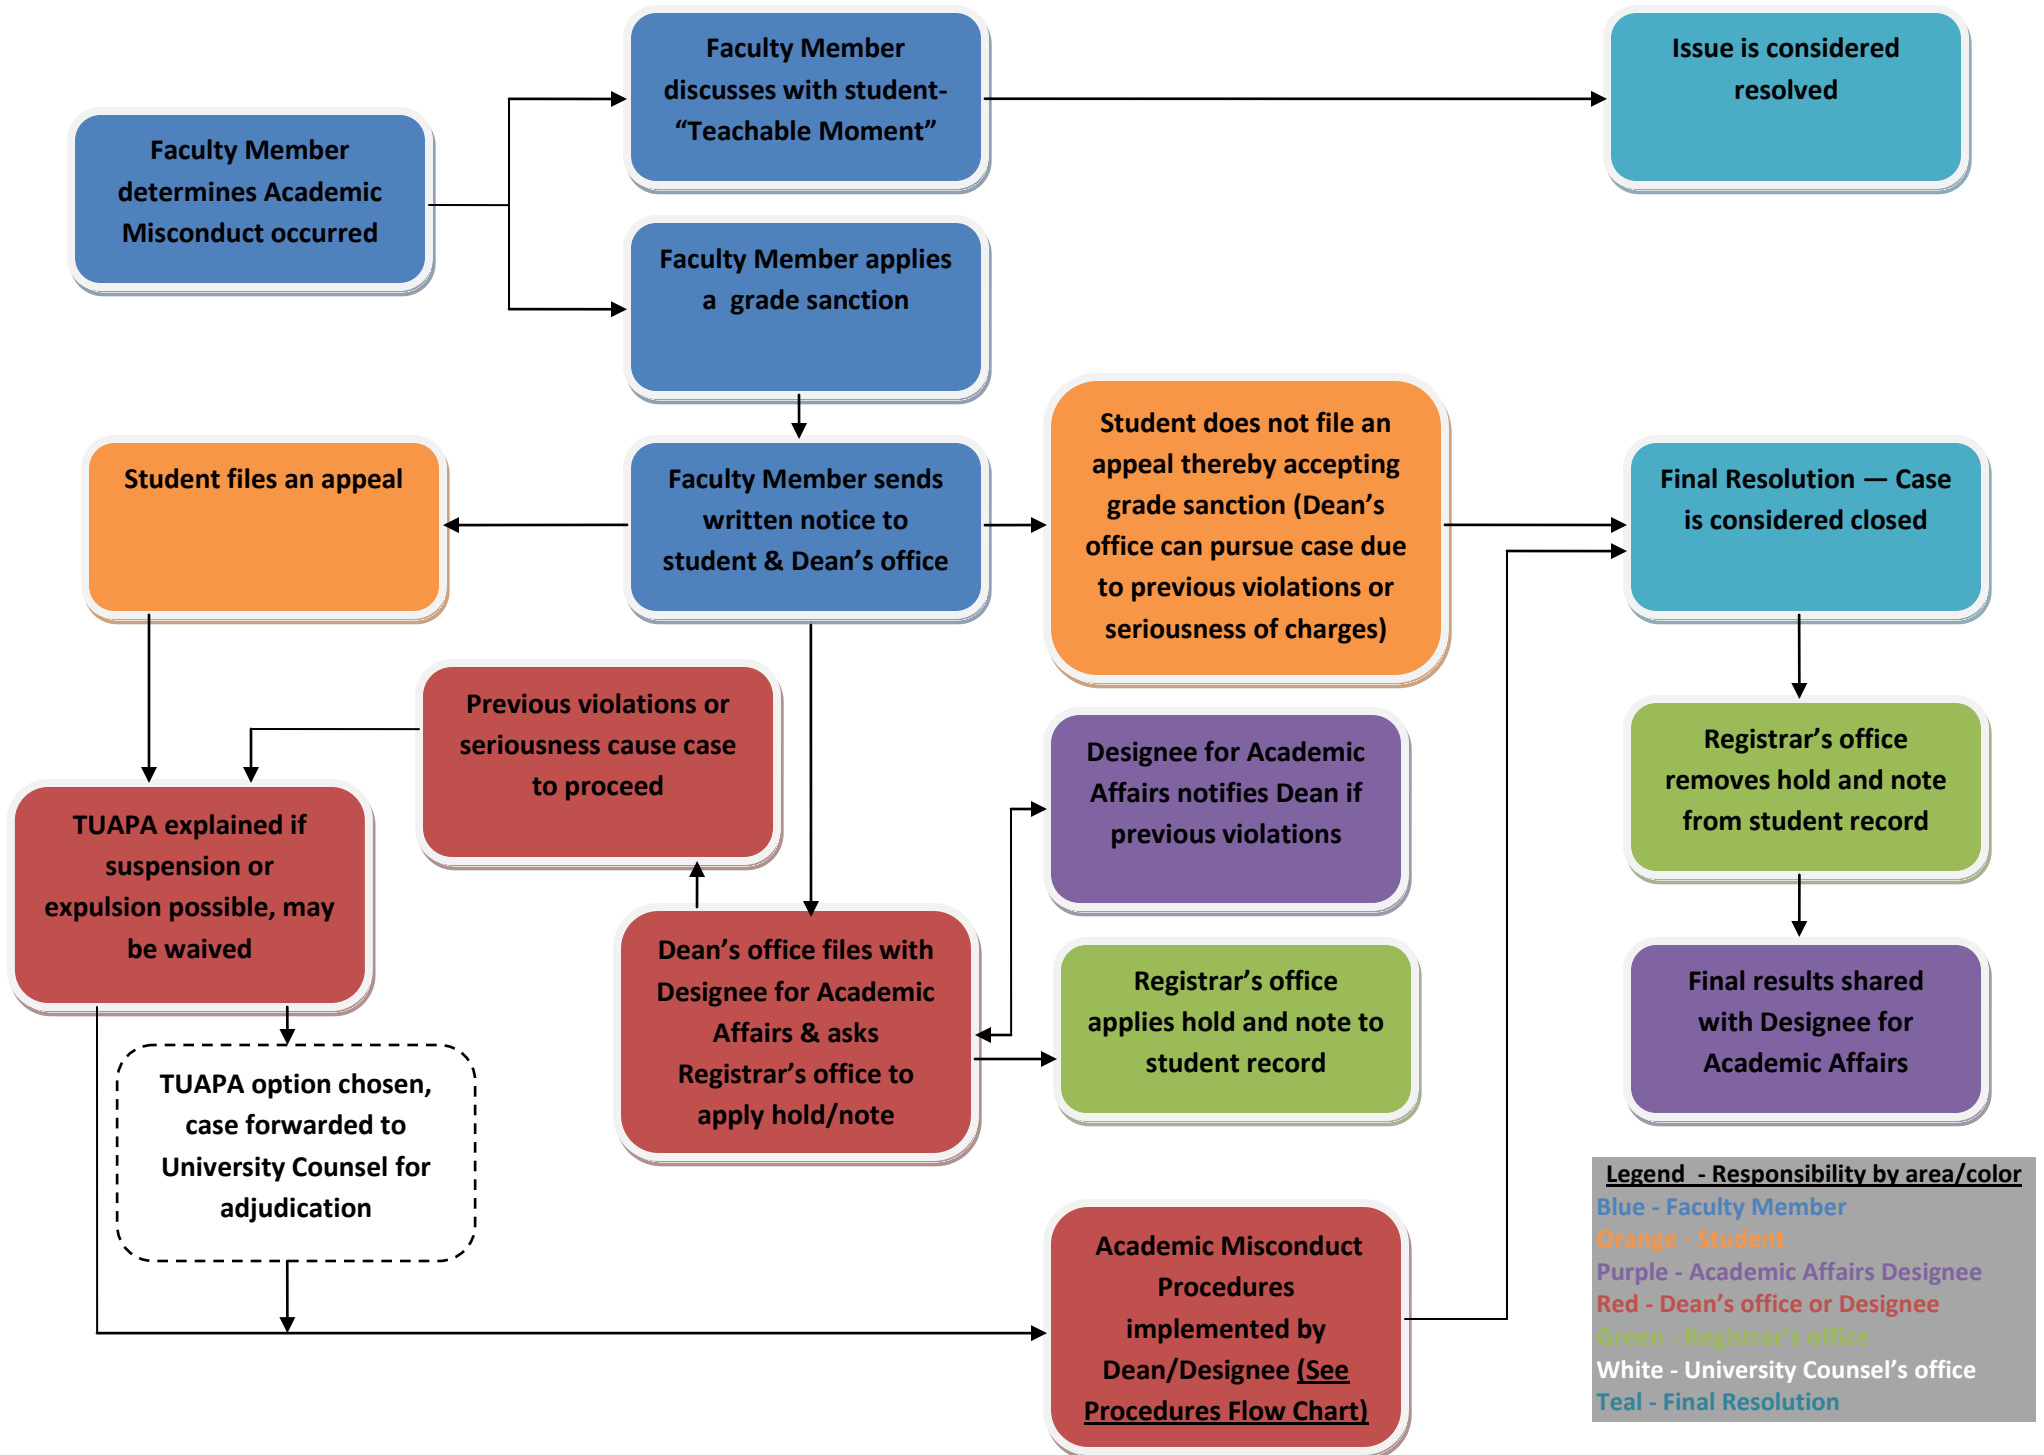 Faculty Member
discusses with student-
“Teachable Moment”
Issue is considered
resolved
Faculty Member
determines Academic
Misconduct occurred
Faculty Member applies
a  grade sanction
Student files an appeal
Faculty Member sends
written notice to
student & Dean’s office
Student does not file an
appeal thereby accepting
grade sanction (Dean’s
office can pursue case due
to previous violations or
seriousness of charges)
Final Resolution — Case
is considered closed
Previous violations or
seriousness cause case
to proceed
Designee for Academic
Affairs notifies Dean if
previous violations
Registrar’s office
removes hold and note
from student record
TUAPA explained if
suspension or
expulsion possible, may
be waived
Dean’s office files with
Designee for Academic
Affairs & asks
Registrar’s office to
apply hold/note
Registrar’s office
applies hold and note to
student record
Final results shared
with Designee for
Academic Affairs
TUAPA option chosen,
case forwarded to
University Counsel for
adjudication
Academic Misconduct
Procedures
implemented by
Dean/Designee (See
Procedures Flow Chart)
Legend  - Responsibility by area/color
Blue - Faculty Member
Orange - Student
Purple - Academic Affairs Designee
Red - Dean’s office or Designee
Green - Registrar’s office
White - University Counsel’s office
Teal - Final Resolution